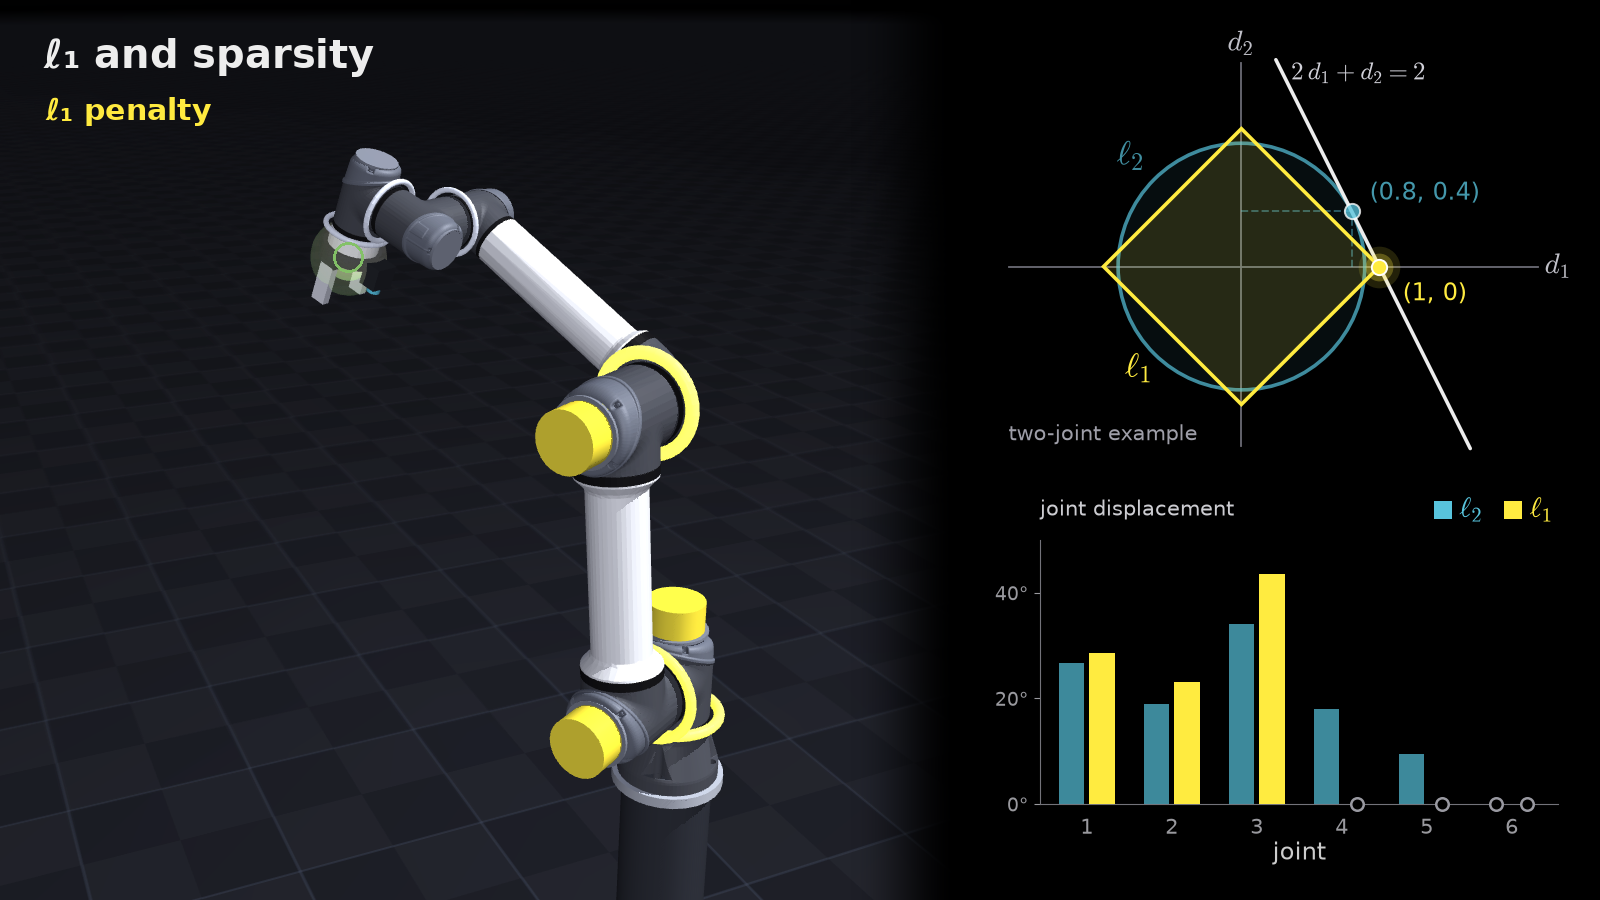 ℓ₁ and sparsity
ℓ₁ penalty
d₂
2 d₁ + d₂ = 2
ℓ₂
(0.8, 0.4)
d₁
(1, 0)
ℓ₁
two-joint example
joint displacement
ℓ₂ ℓ₁
40°
20°
0°
1 2 3 4 5 6
joint